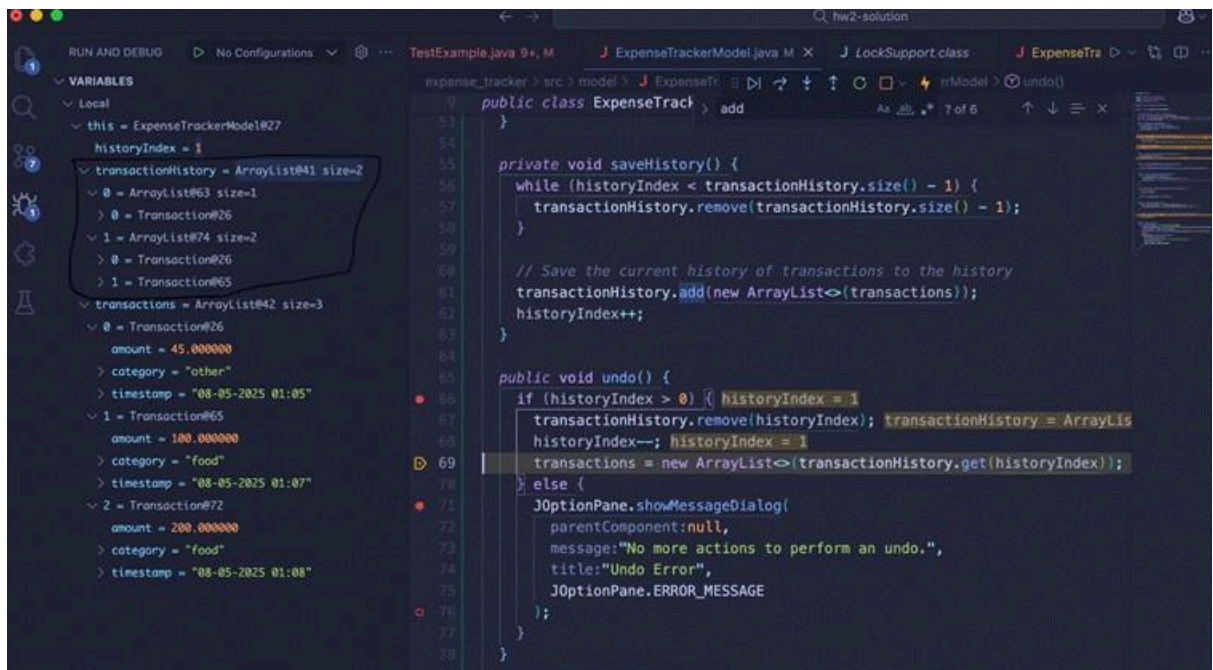 hw2-solution
RUN AND DEBUG No Configurations
TestExample.java 9+, M ExpenseTrackerModel.java M LockSupport.class ExpenseTra
expense_tracker > src > model > ExpenseTr rrModel > undo()
add 7 of 6
VARIABLES
Local
this = ExpenseTrackerModel@27
historyIndex = 1
transactionHistory = ArrayList@41 size=2
0 = ArrayList@63 size=1
0 = Transaction@26
1 = ArrayList@74 size=2
0 = Transaction@26
1 = Transaction@65
transactions = ArrayList@42 size=3
0 = Transaction@26
amount = 45.000000
category = "other"
timestamp = "08-05-2025 01:05"
1 = Transaction@65
amount = 100.000000
category = "food"
timestamp = "08-05-2025 01:07"
2 = Transaction@72
amount = 200.000000
category = "food"
timestamp = "08-05-2025 01:08"
9 public class ExpenseTrack
53 }
54
55 private void saveHistory() {
56 while (historyIndex < transactionHistory.size() - 1) {
57 transactionHistory.remove(transactionHistory.size() - 1);
58 }
59
60 // Save the current history of transactions to the history
61 transactionHistory.add(new ArrayList<>(transactions));
62 historyIndex++;
63 }
64
65 public void undo() {
66 if (historyIndex > 0) { historyIndex = 1
67 transactionHistory.remove(historyIndex); transactionHistory = ArrayLis
68 historyIndex--; historyIndex = 1
69 transactions = new ArrayList<>(transactionHistory.get(historyIndex));
70 } else {
71 JOptionPane.showMessageDialog(
72 parentComponent:null,
73 message:"No more actions to perform an undo.",
74 title:"Undo Error",
75 JOptionPane.ERROR_MESSAGE
76 );
77 }
78 }